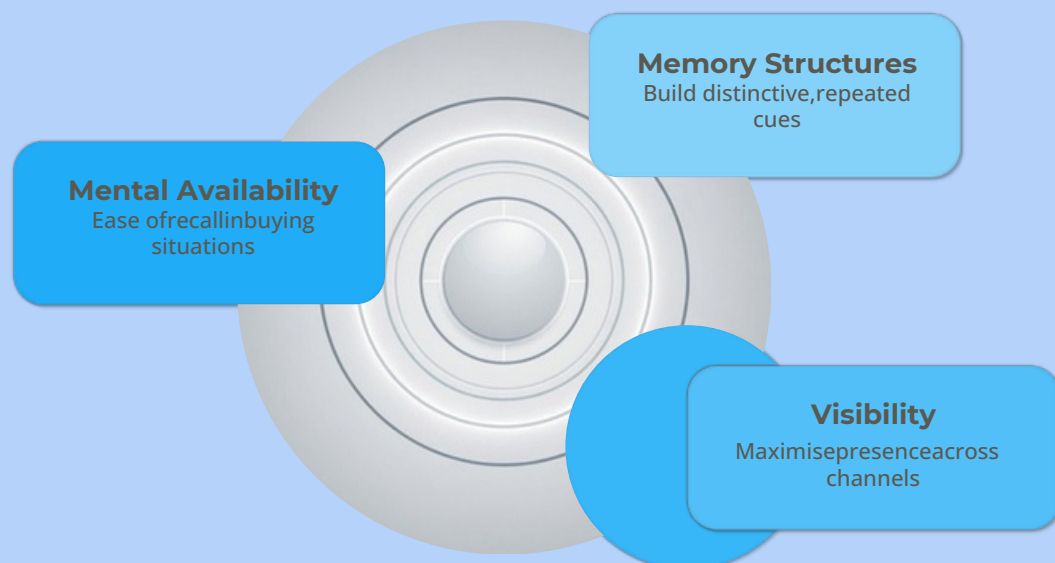 Memory Structures
Build distinctive,repeated
cues
Mental Availability
Ease ofrecallinbuying
situations
Visibility
Maximisepresenceacross
channels